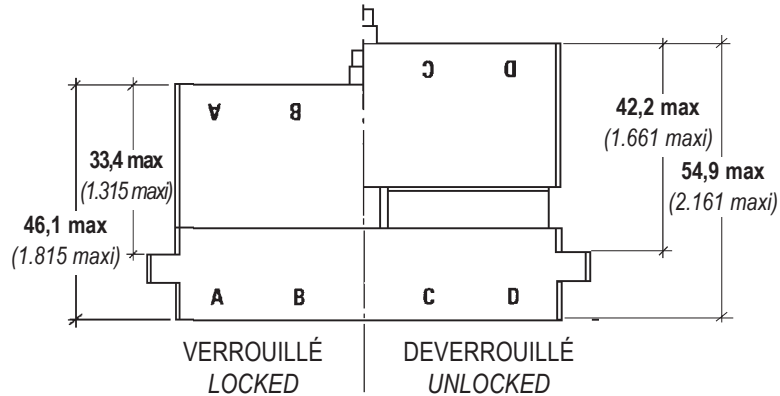 C D
A B
42,2 max
(1.661 maxi)
33,4 max
(1.315 maxi)
54,9 max
(2.161 maxi)
46,1 max
(1.815 maxi)
A B C D
VERROUILLÉ DEVERROUILLÉ
LOCKED UNLOCKED